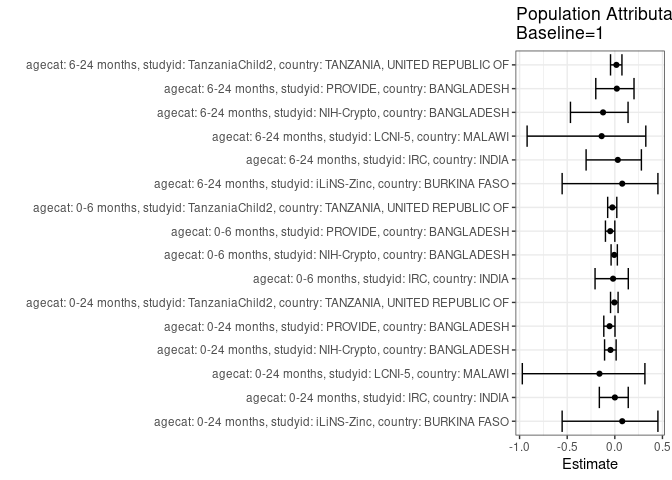 Population Attributa
Baseline=1
agecat: 6-24 months, studyid: TanzaniaChild2, country: TANZANIA, UNITED REPUBLIC OF
agecat: 6-24 months, studyid: PROVIDE, country: BANGLADESH
agecat: 6-24 months, studyid: NIH-Crypto, country: BANGLADESH
agecat: 6-24 months, studyid: LCNI-5, country: MALAWI
agecat: 6-24 months, studyid: IRC, country: INDIA
agecat: 6-24 months, studyid: iLiNS-Zinc, country: BURKINA FASO
agecat: 0-6 months, studyid: TanzaniaChild2, country: TANZANIA, UNITED REPUBLIC OF
agecat: 0-6 months, studyid: PROVIDE, country: BANGLADESH
agecat: 0-6 months, studyid: NIH-Crypto, country: BANGLADESH
agecat: 0-6 months, studyid: IRC, country: INDIA
agecat: 0-24 months, studyid: TanzaniaChild2, country: TANZANIA, UNITED REPUBLIC OF
agecat: 0-24 months, studyid: PROVIDE, country: BANGLADESH
agecat: 0-24 months, studyid: NIH-Crypto, country: BANGLADESH
agecat: 0-24 months, studyid: LCNI-5, country: MALAWI
agecat: 0-24 months, studyid: IRC, country: INDIA
agecat: 0-24 months, studyid: iLiNS-Zinc, country: BURKINA FASO
-1.0 -0.5 0.0 0.5
Estimate